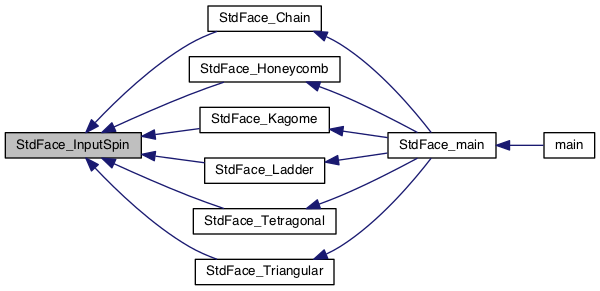 StdFace_Chain
StdFace_Honeycomb
StdFace_Kagome
StdFace_InputSpin
StdFace_main
main
StdFace_Ladder
StdFace_Tetragonal
StdFace_Triangular